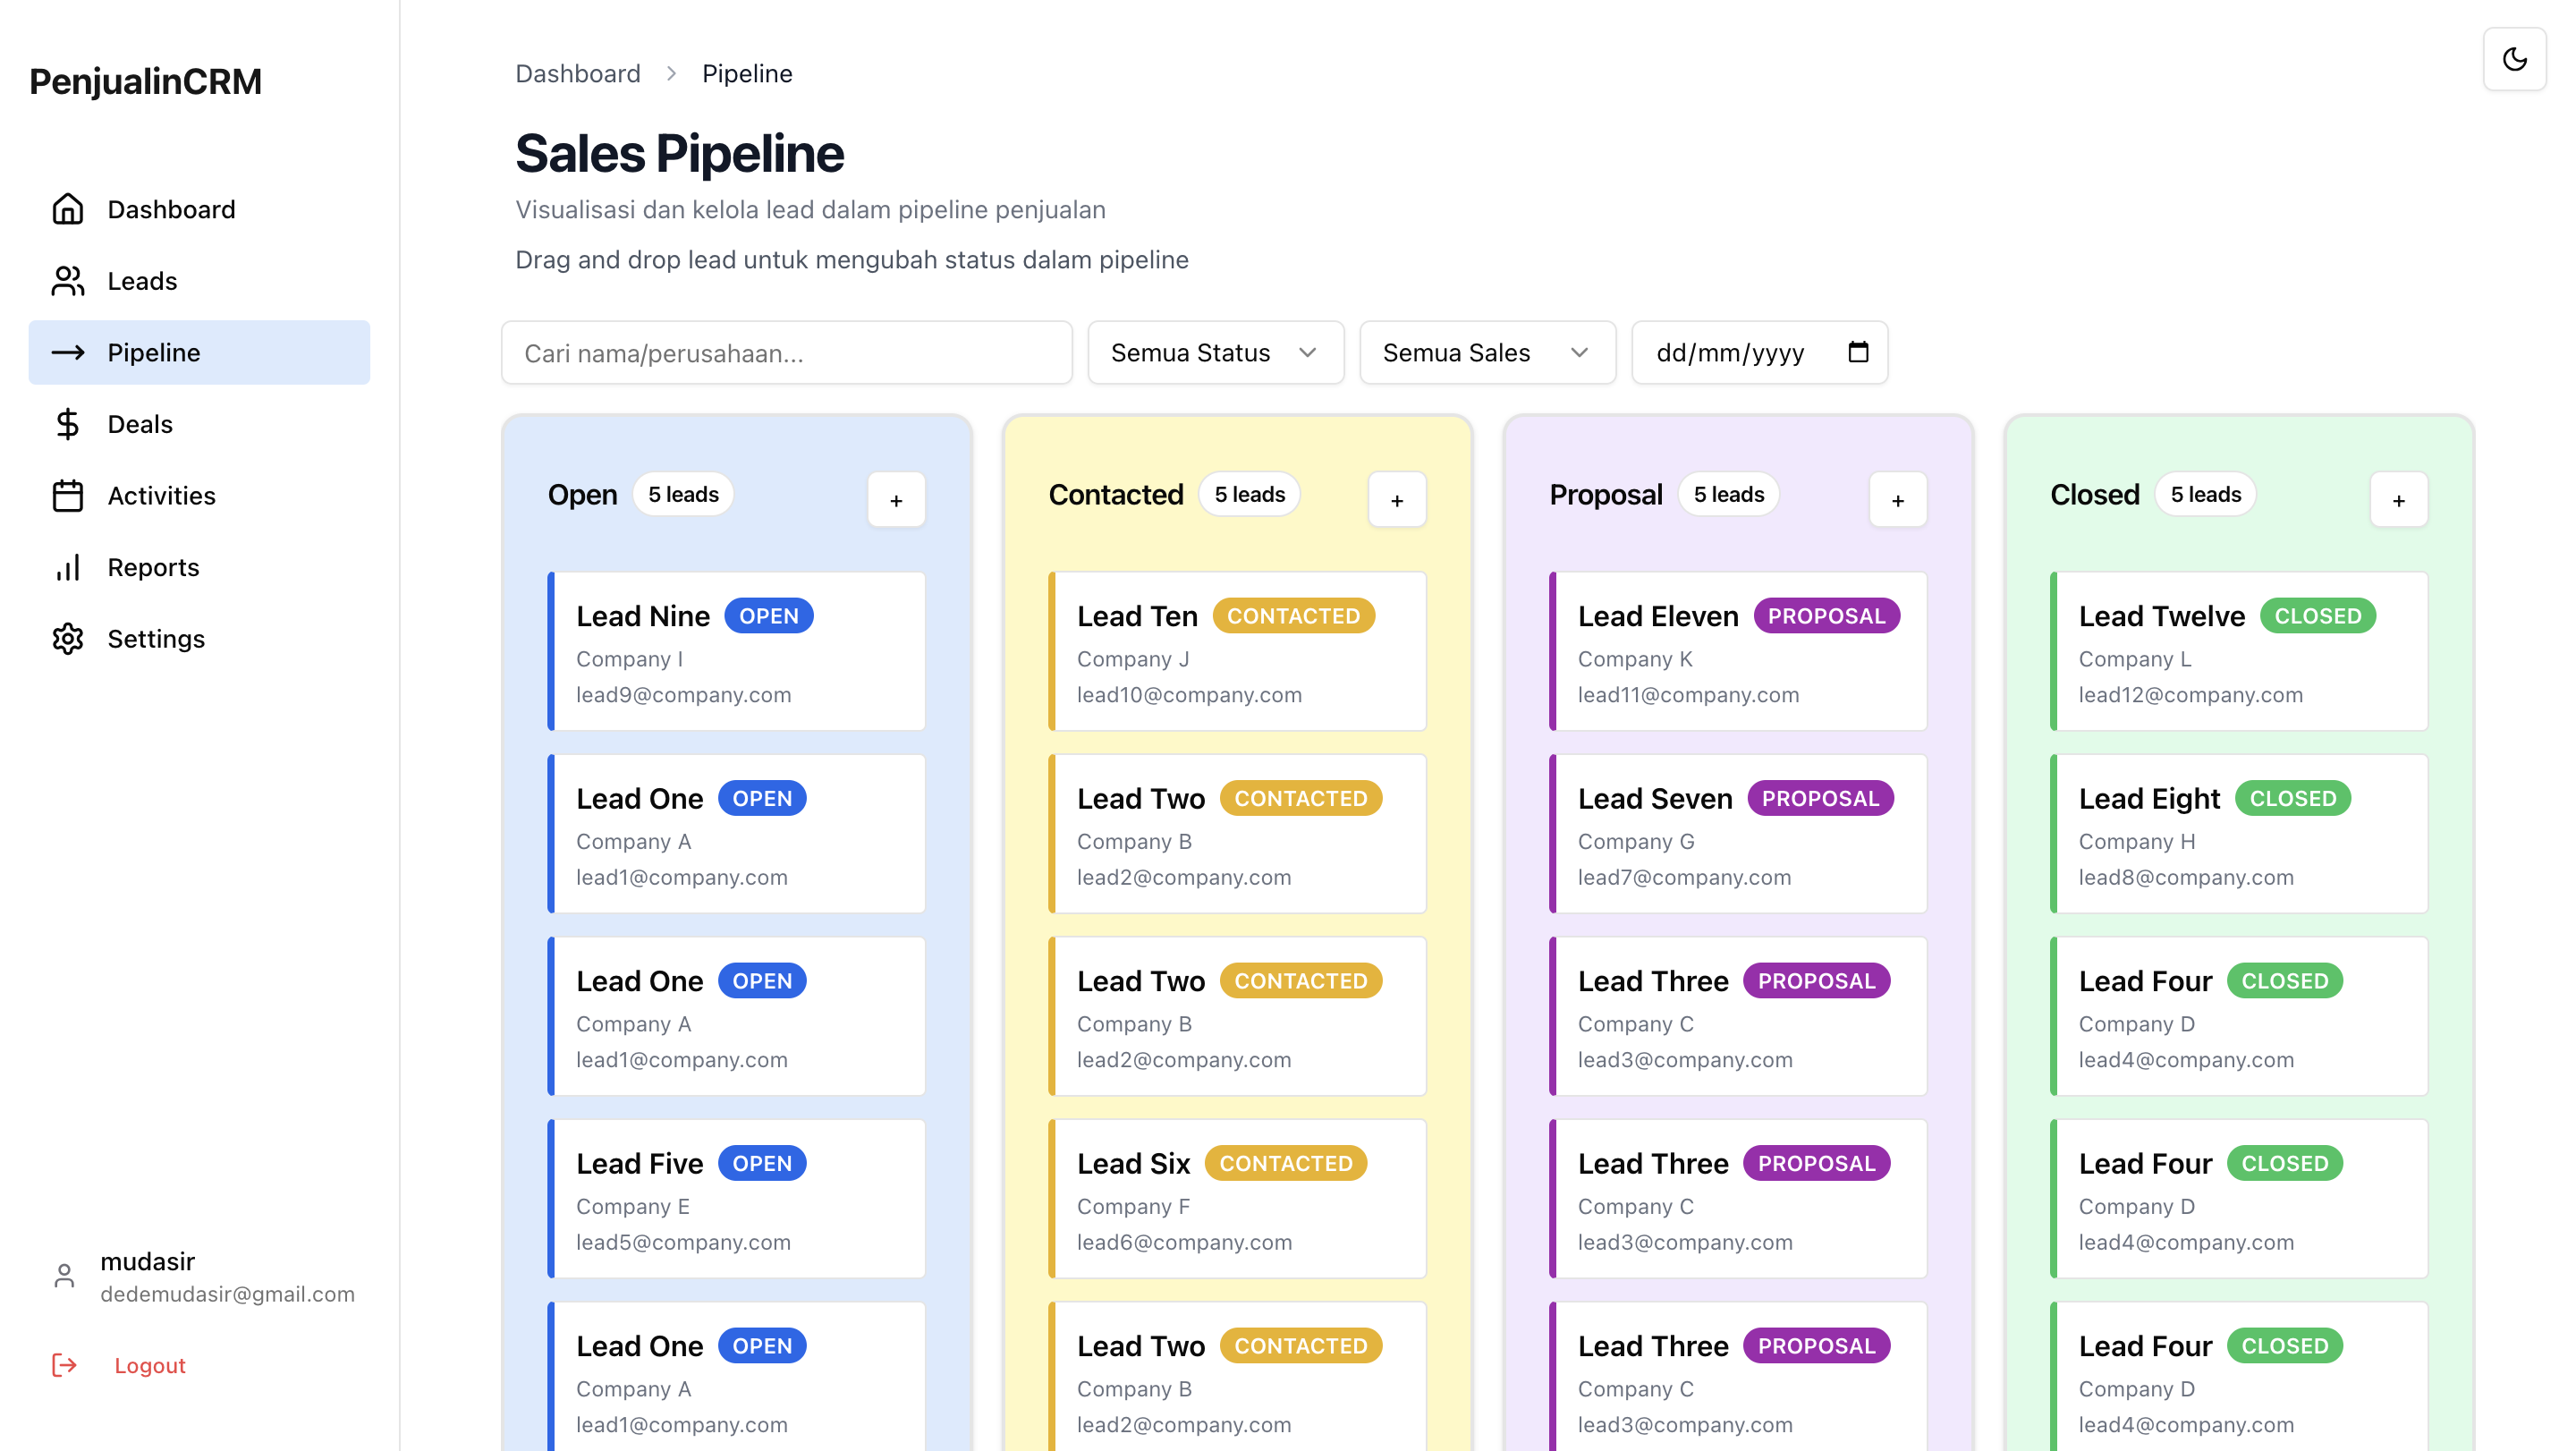 PenjualinCRM
Dashboard
Leads
Pipeline
Deals
Activities
Reports
Settings
mudasir
dedemudasir@gmail.com
Logout
Dashboard > Pipeline
Sales Pipeline
Visualisasi dan kelola lead dalam pipeline penjualan
Drag and drop lead untuk mengubah status dalam pipeline
Cari nama/perusahaan...
Semua Status
Semua Sales
dd/mm/yyyy
Open 5 leads +
Lead Nine OPEN
Company I
lead9@company.com
Lead One OPEN
Company A
lead1@company.com
Lead One OPEN
Company A
lead1@company.com
Lead Five OPEN
Company E
lead5@company.com
Lead One OPEN
Company A
lead1@company.com
Contacted 5 leads +
Lead Ten CONTACTED
Company J
lead10@company.com
Lead Two CONTACTED
Company B
lead2@company.com
Lead Two CONTACTED
Company B
lead2@company.com
Lead Six CONTACTED
Company F
lead6@company.com
Lead Two CONTACTED
Company B
lead2@company.com
Proposal 5 leads +
Lead Eleven PROPOSAL
Company K
lead11@company.com
Lead Seven PROPOSAL
Company G
lead7@company.com
Lead Three PROPOSAL
Company C
lead3@company.com
Lead Three PROPOSAL
Company C
lead3@company.com
Lead Three PROPOSAL
Company C
lead3@company.com
Closed 5 leads +
Lead Twelve CLOSED
Company L
lead12@company.com
Lead Eight CLOSED
Company H
lead8@company.com
Lead Four CLOSED
Company D
lead4@company.com
Lead Four CLOSED
Company D
lead4@company.com
Lead Four CLOSED
Company D
lead4@company.com